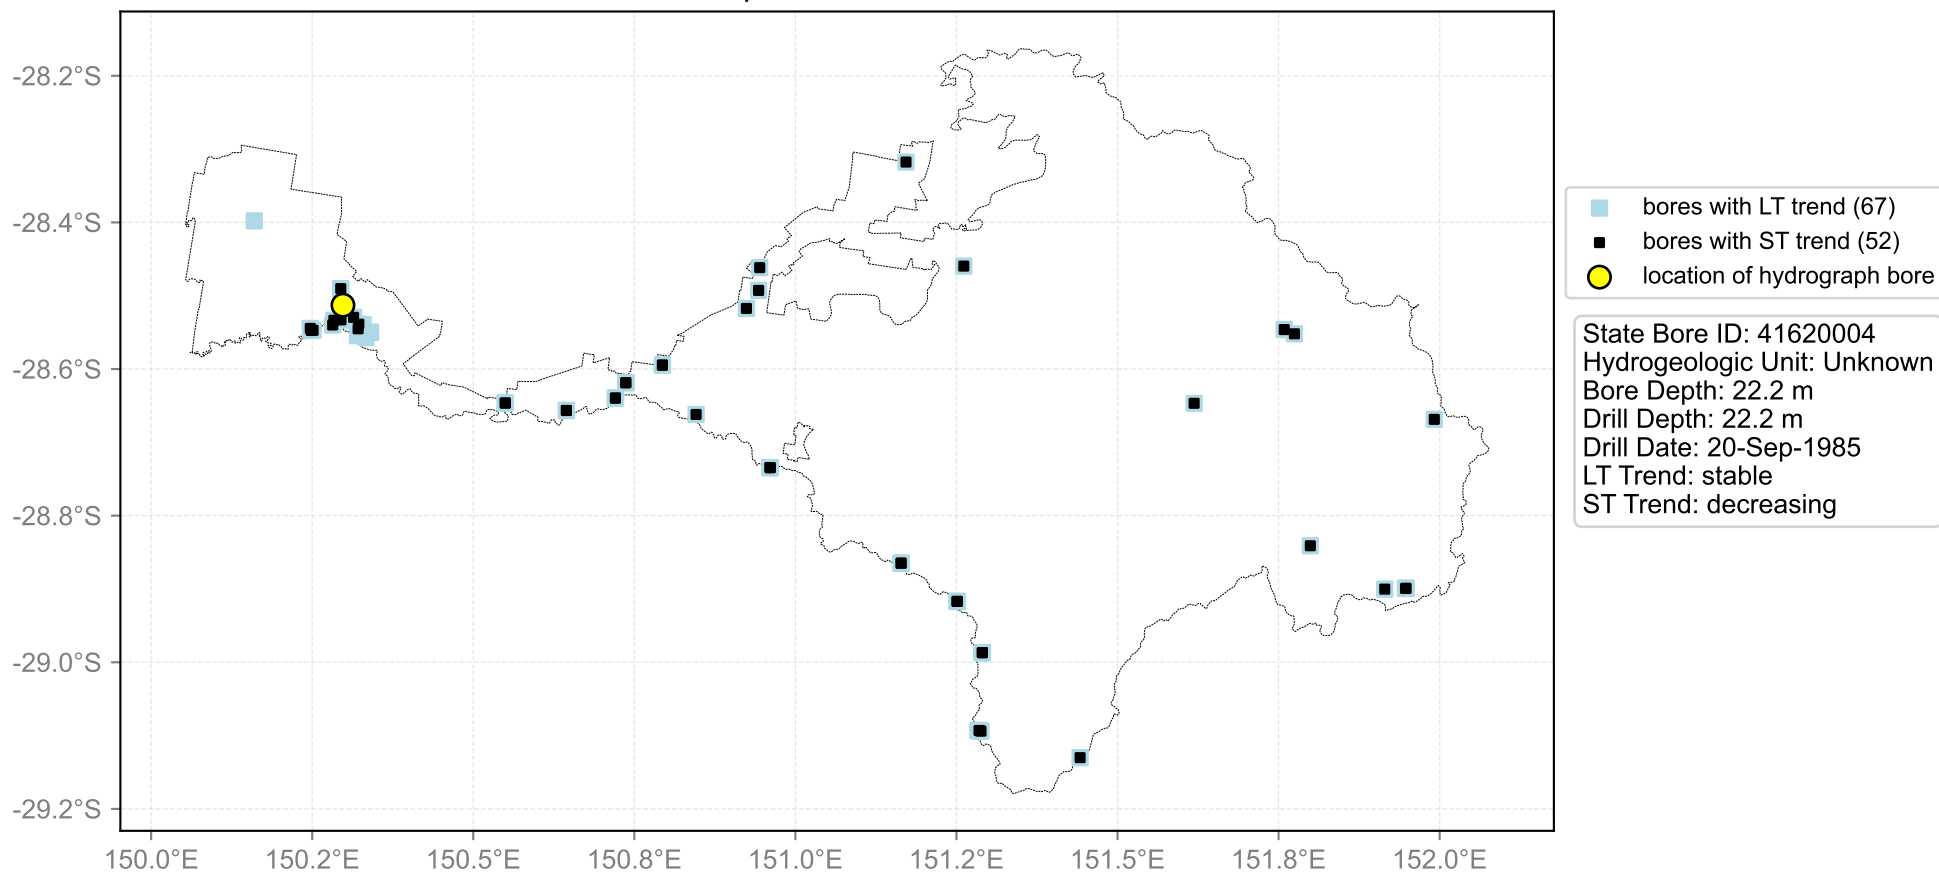 -28.2°S
-28.4°S
-28.6°S
-28.8°S
-29.0°S
-29.2°S
150.0°E
150.2°E
150.5°E
150.8°E
151.0°E
151.2°E
151.5°E
151.8°E
152.0°E
bores with LT trend (67)
bores with ST trend (52)
location of hydrograph bore
State Bore ID: 41620004
Hydrogeologic Unit: Unknown
Bore Depth: 22.2 m
Drill Depth: 22.2 m
Drill Date: 20-Sep-1985
LT Trend: stable
ST Trend: decreasing